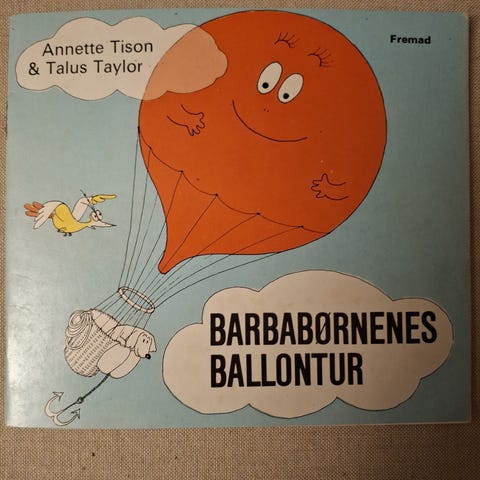 Annette Tison
& Talus Taylor
Fremad
BARBABØRNENES
BALLONTUR